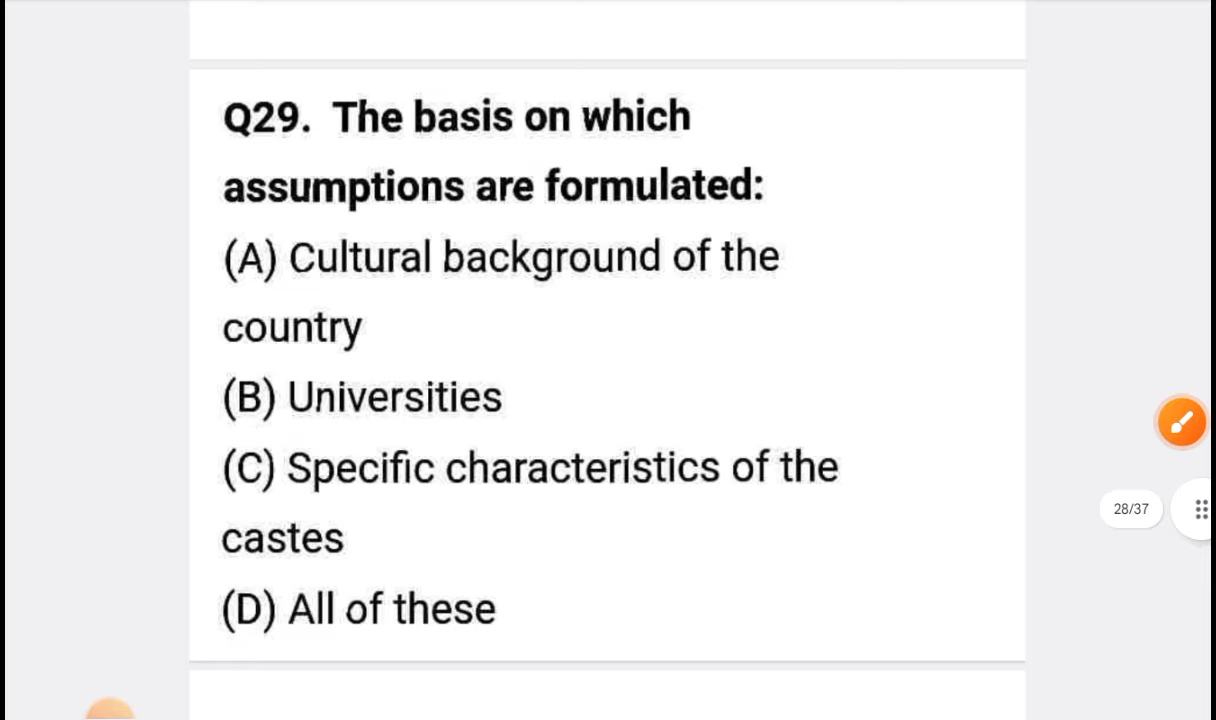 Q29. The basis on which
assumptions are formulated:
(A) Cultural background of the
country
(B) Universities
(C) Specific characteristics of the
castes
(D) All of these
28/37